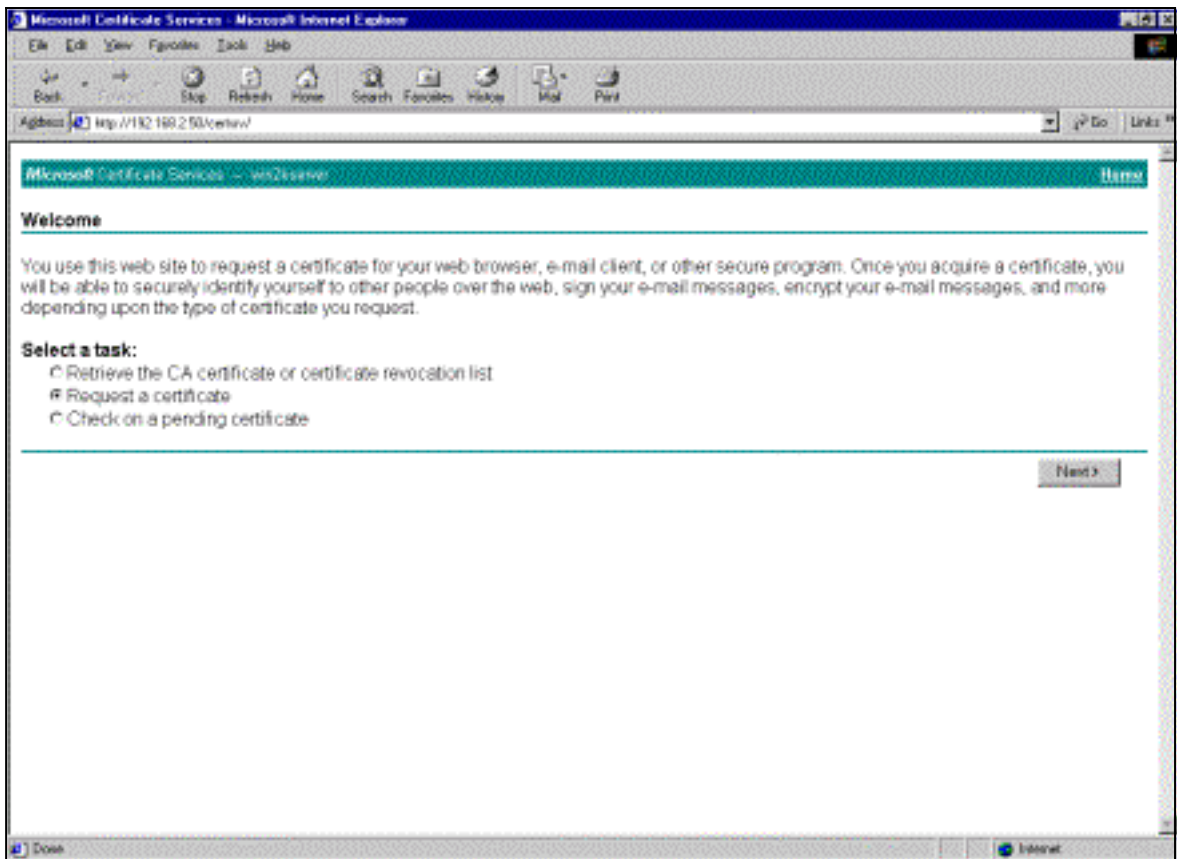 Microsoft Certificate Services - Microsoft Internet Explorer
File Edit View Favorites Tools Help
Back Forward Stop Refresh Home Search Favorites History Mail Print
Address http://192.168.2.50/certsrv/ Go Links »
Microsoft Certificate Services -- win2kserver Home
Welcome
You use this web site to request a certificate for your web browser, e-mail client, or other secure program. Once you acquire a certificate, you
will be able to securely identify yourself to other people over the web, sign your e-mail messages, encrypt your e-mail messages, and more
depending upon the type of certificate you request.
Select a task:
Retrieve the CA certificate or certificate revocation list
Request a certificate
Check on a pending certificate
Next >
Done Internet